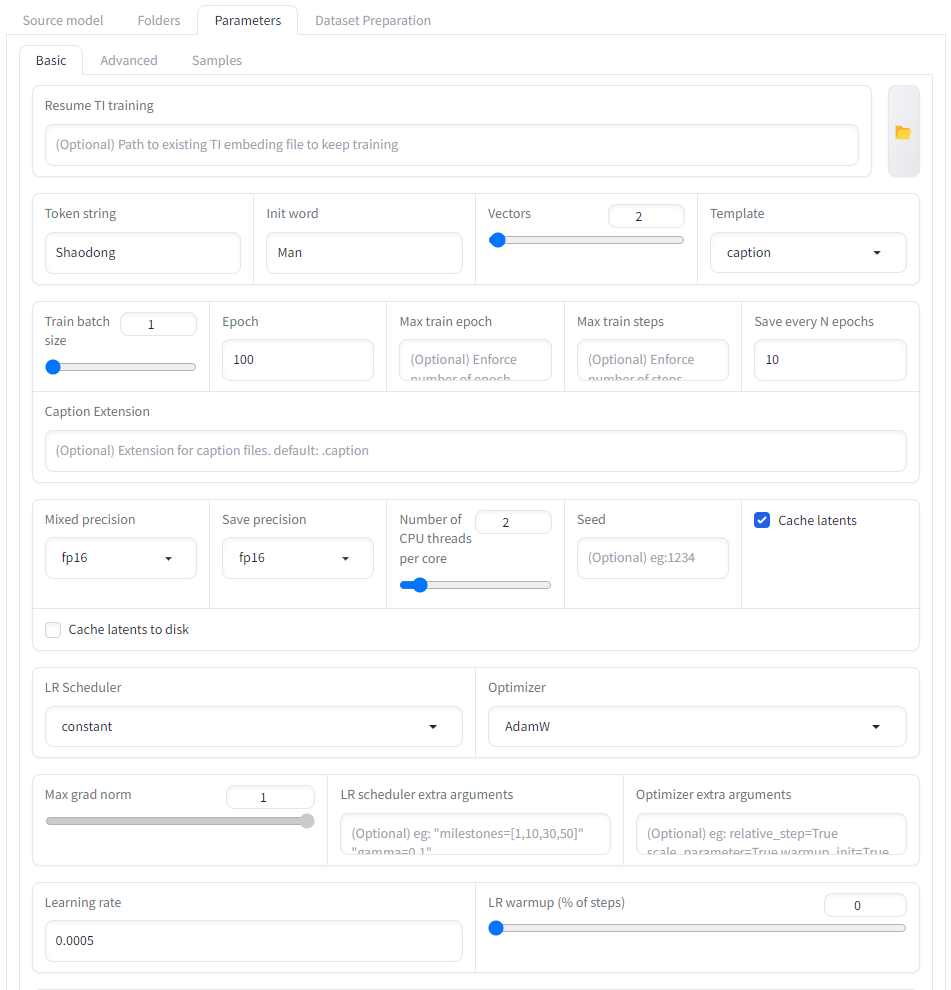 Source model Folders Parameters Dataset Preparation
Basic Advanced Samples
Resume TI training
(Optional) Path to existing TI embeding file to keep training
Token string Init word Vectors 2 Template
Shaodong Man caption
Train batch size 1 Epoch Max train epoch Max train steps Save every N epochs
100 (Optional) Enforce number of epoch (Optional) Enforce number of steps 10
Caption Extension
(Optional) Extension for caption files. default: .caption
Mixed precision Save precision Number of CPU threads per core 2 Seed Cache latents
fp16 fp16 (Optional) eg:1234
Cache latents to disk
LR Scheduler Optimizer
constant AdamW
Max grad norm 1 LR scheduler extra arguments Optimizer extra arguments
(Optional) eg: "milestones=[1,10,30,50]" "gamma=0.1" (Optional) eg: relative_step=True scale_parameter=True warmup_init=True
Learning rate LR warmup (% of steps) 0
0.0005